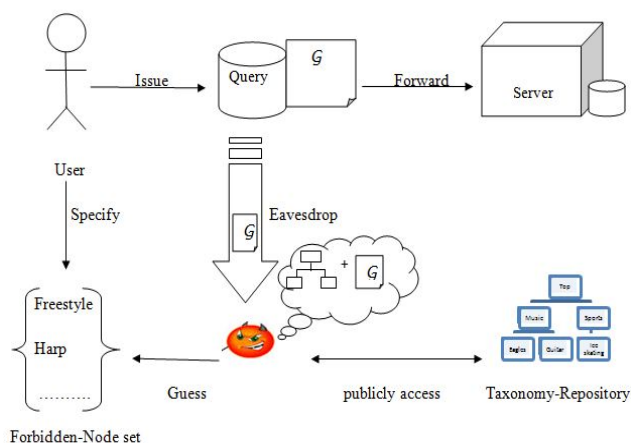 Issue
Query
G
Forward
Server
User
Specify
Eavesdrop
G
+
G
Top
Music
Sports
Eagles
Guitar
Ice
skating
Freestyle
Harp
..........
Guess
publicly access
Taxonomy-Repository
Forbidden-Node set